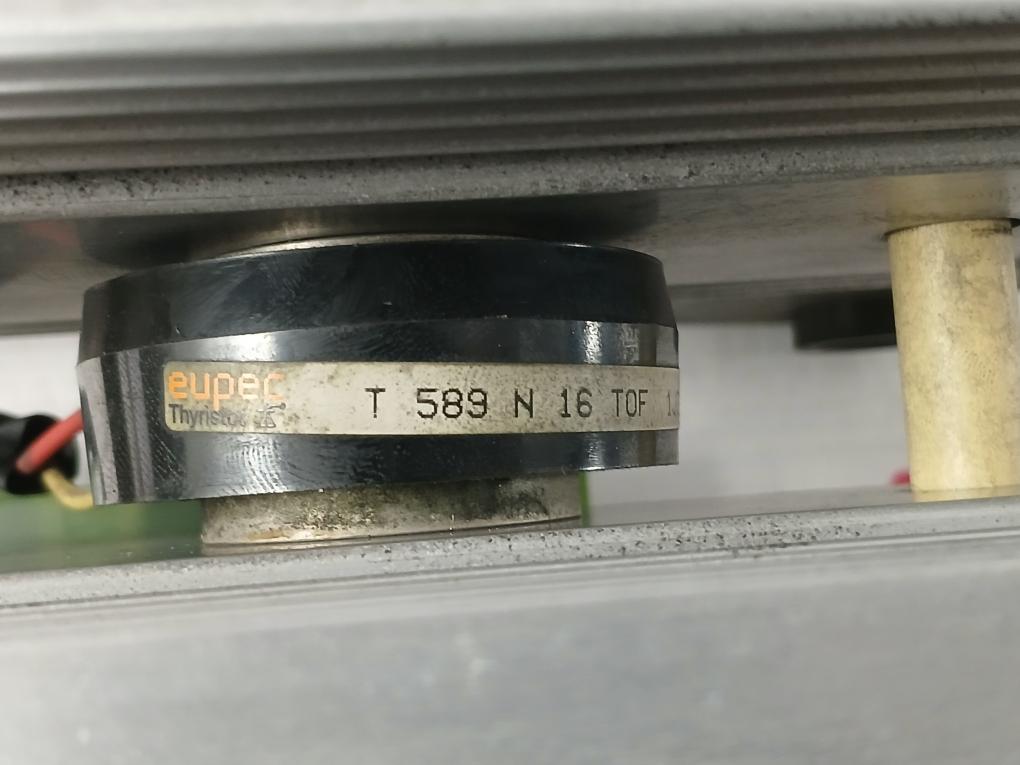 eupec
Thyristor
T 589 N 16 TOF